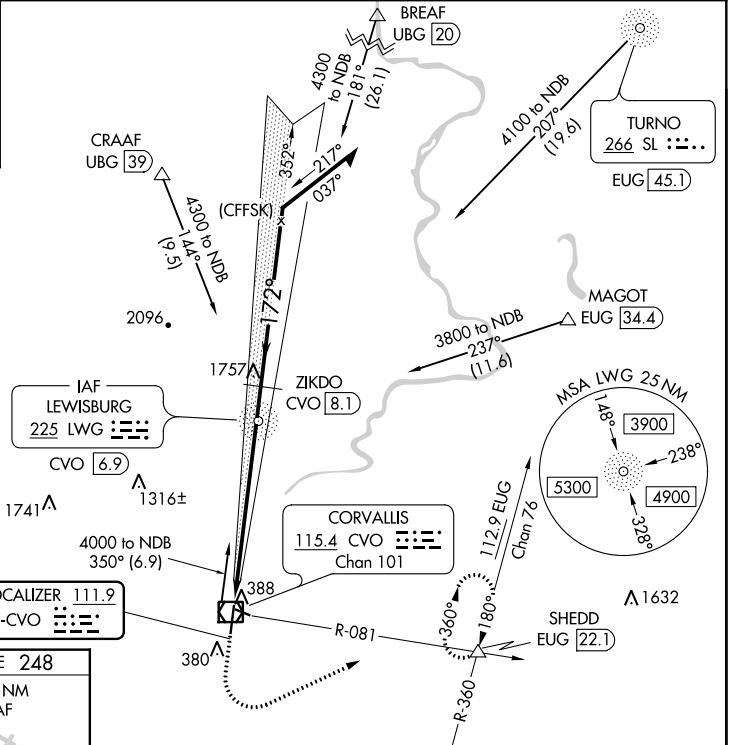 BREAF
UBG 20
4300
to NDB
181°
(26.1)
4100 to NDB
207°
(19.6)
TURNO
266 SL
EUG 45.1
CRAAF
UBG 39
352°
217°
037°
(CFFSK)
x
4300 to NDB
144°
(9.5)
172°
2096
MAGOT
EUG 34.4
3800 to NDB
237°
(11.6)
1757
ZIKDO
CVO 8.1
IAF
LEWISBURG
225 LWG
CVO 6.9
MSA LWG 25 NM
148°
3900
238°
5300
4900
328°
1741
1316±
CORVALLIS
115.4 CVO
Chan 101
112.9 EUG
Chan 76
4000 to NDB
350° (6.9)
388
OCALIZER 111.9
-CVO
380
R-081
360°
180°
SHEDD
EUG 22.1
1632
R-360
E 248
NM
AF